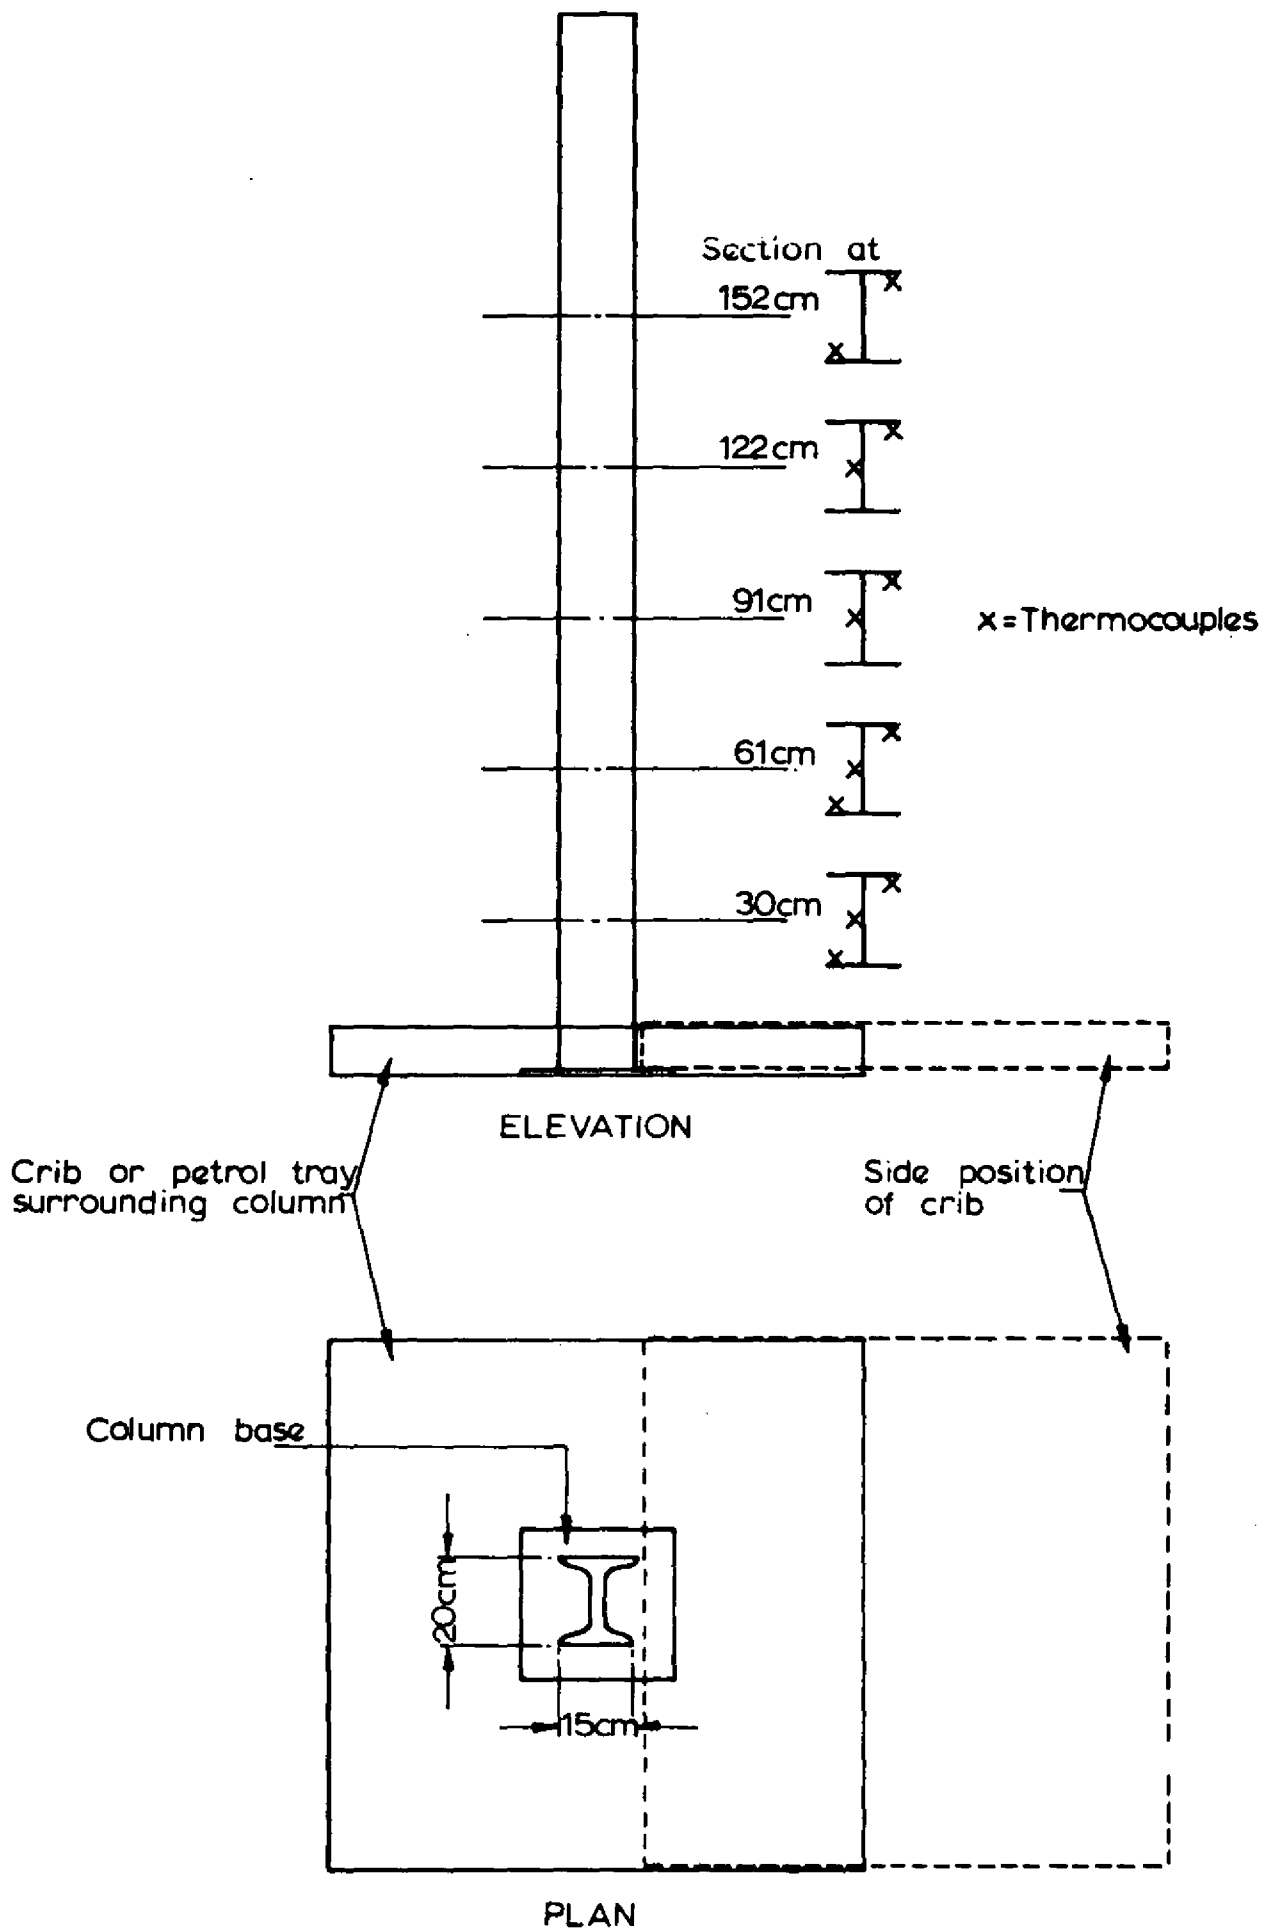 Section at
152cm
122cm
91cm
x=Thermocouples
61cm
30cm
ELEVATION
Crib or petrol tray
surrounding column
Side position
of crib
Column base
20cm
15cm
PLAN